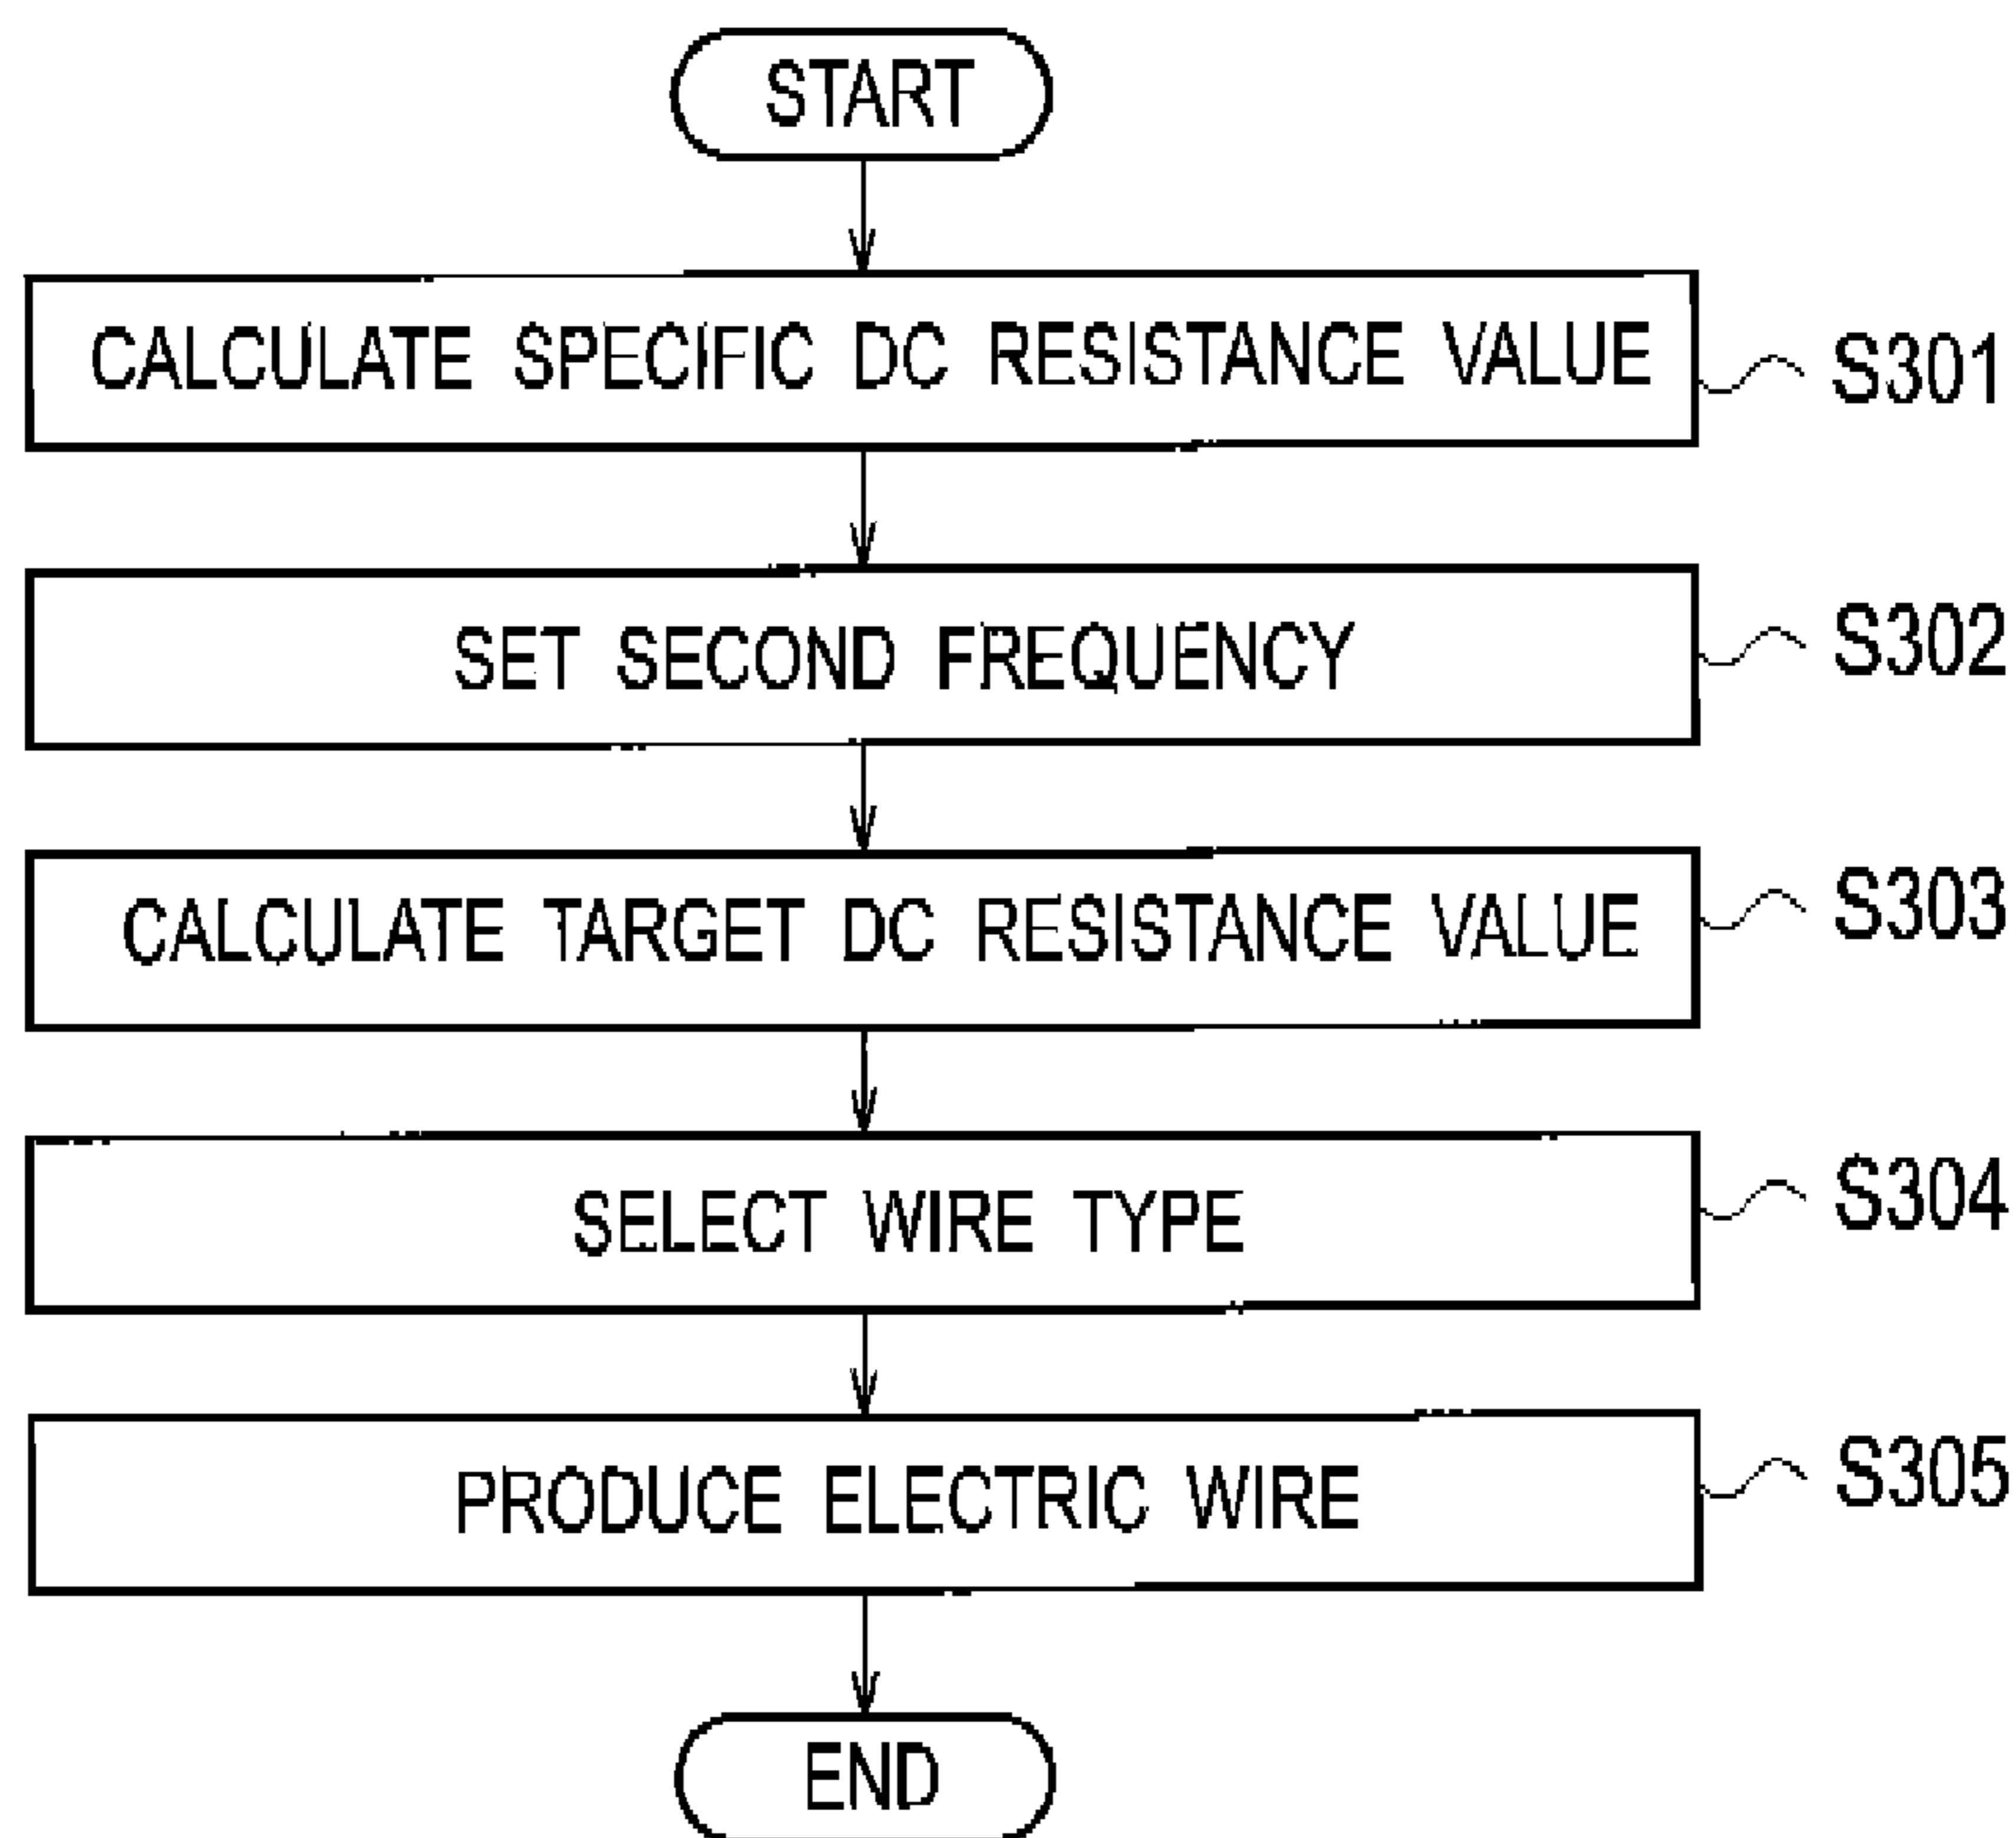 START
CALCULATE SPECIFIC DC RESISTANCE VALUE
S301
SET SECOND FREQUENCY
S302
CALCULATE TARGET DC RESISTANCE VALUE
S303
SELECT WIRE TYPE
S304
PRODUCE ELECTRIC WIRE
S305
END